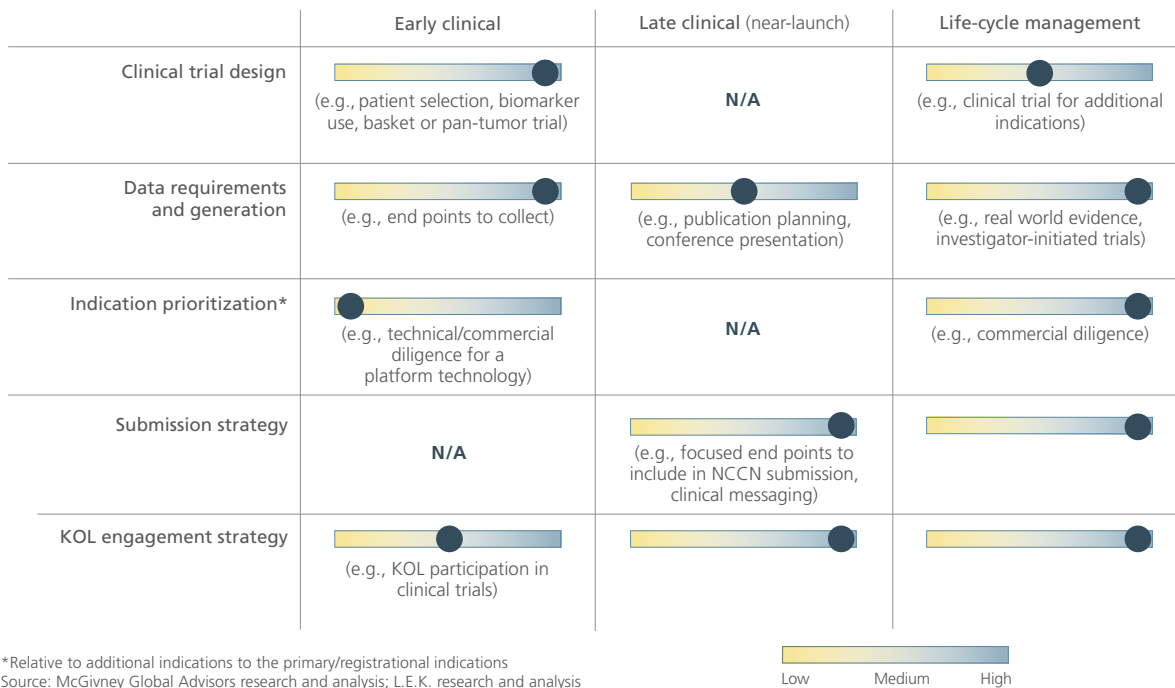 Early clinical
Late clinical (near-launch)
Life-cycle management
Clinical trial design
(e.g., patient selection, biomarker
use, basket or pan-tumor trial)
N/A
(e.g., clinical trial for additional
indications)
Data requirements
and generation
(e.g., end points to collect)
(e.g., publication planning,
conference presentation)
(e.g., real world evidence,
investigator-initiated trials)
Indication prioritization*
(e.g., technical/commercial
diligence for a
platform technology)
N/A
(e.g., commercial diligence)
Submission strategy
N/A
(e.g., focused end points to
include in NCCN submission,
clinical messaging)
KOL engagement strategy
(e.g., KOL participation in
clinical trials)
*Relative to additional indications to the primary/registrational indications
Source: McGivney Global Advisors research and analysis; L.E.K. research and analysis
Low
Medium
High